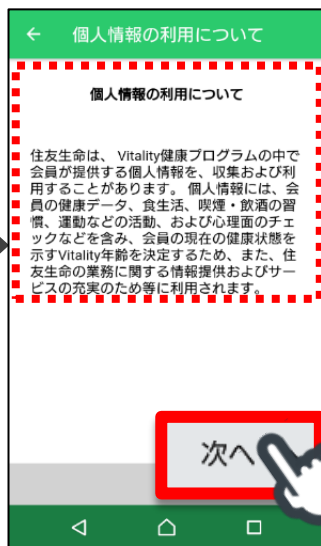 個人情報の利用について
個人情報の利用について
住友生命は、 Vitality健康プログラムの中で
会員が提供する個人情報を、収集および利
用することがあります。 個人情報には、会
員の健康データ、食生活、喫煙・飲酒の習
慣、運動などの活動、および心理面のチェ
ックなどを含み、会員の現在の健康状態を
示すVitality年齢を決定するため、また、住
友生命の業務に関する情報提供およびサー
ビスの充実のため等に利用されます。
次へ